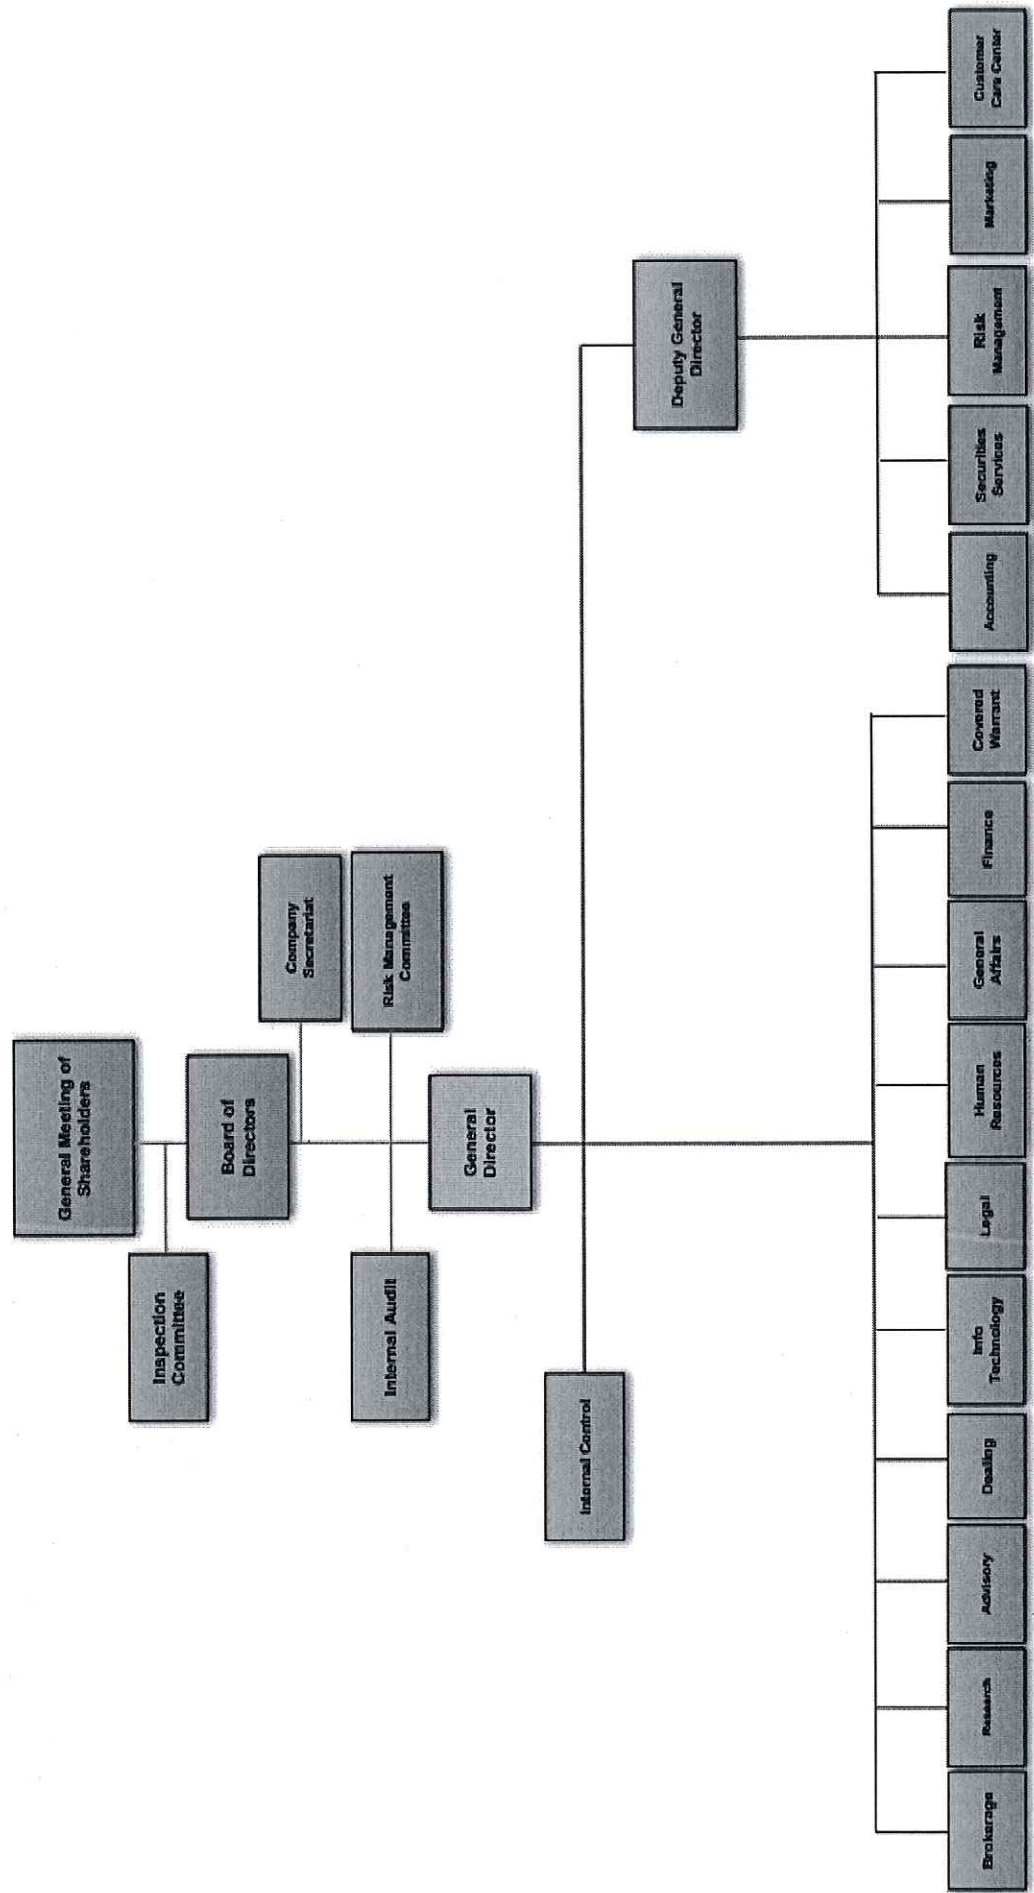 General Meeting of
Shareholders
Inspection
Committee
Board of
Directors
Company
Secretariat
Internal Audit
Risk Management
Committee
General
Director
Internal Control
Deputy General
Director
Brokerage
Research
Advisory
Dealing
Info
Technology
Legal
Human
Resources
General
Affairs
Finance
Covered
Warrant
Accounting
Securities
Services
Risk
Management
Marketing
Customer
Care Center